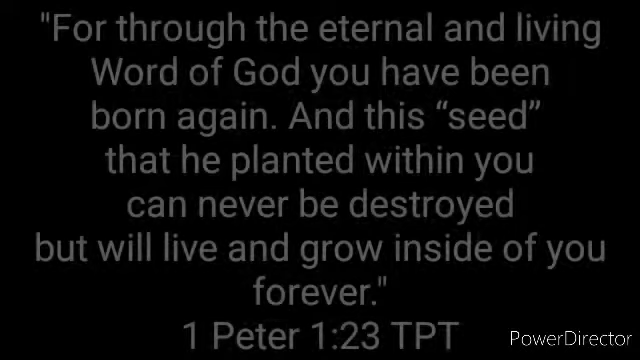 "For through the eternal and living
Word of God you have been
born again. And this “seed”
that he planted within you
can never be destroyed
but will live and grow inside of you
forever."
1 Peter 1:23 TPT
PowerDirector